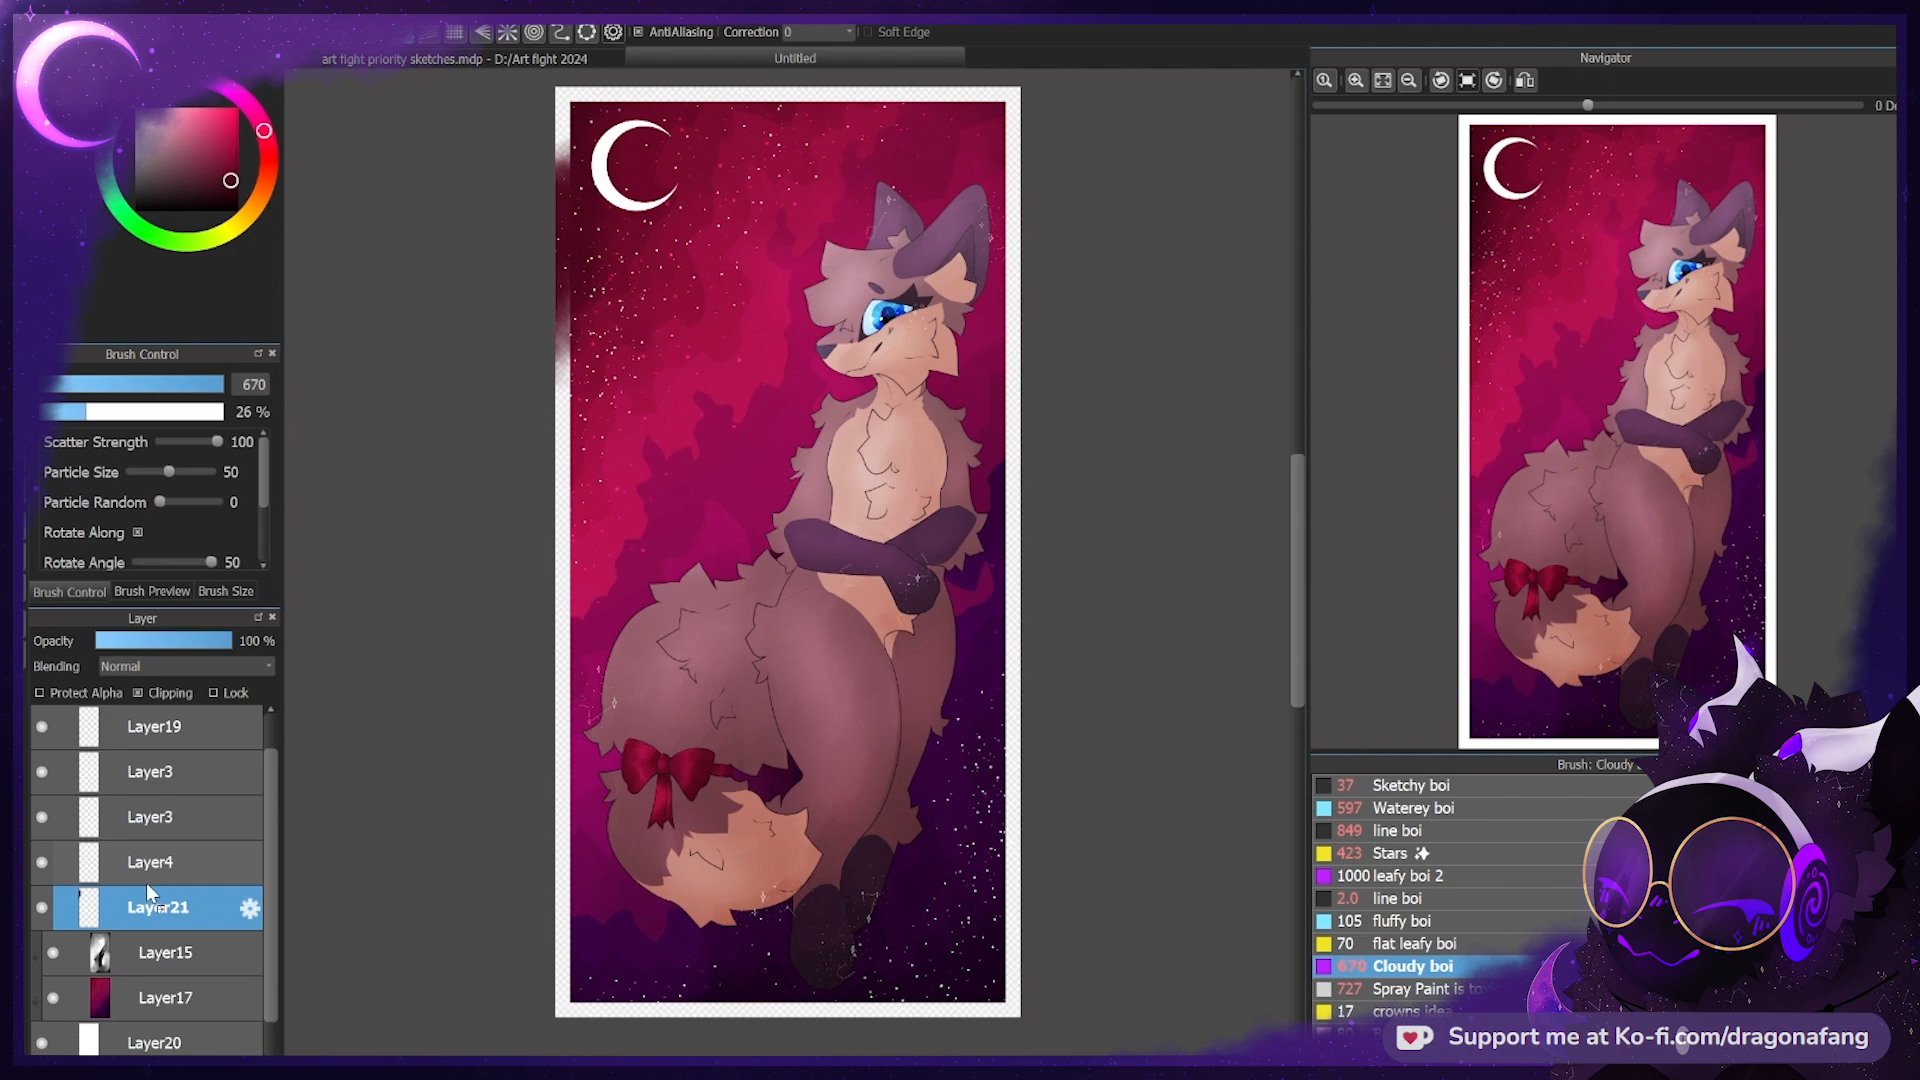 AntiAliasing
Correction 0
Soft Edge
art fight priority sketches.mdp - D:/Art fight 2024
Untitled
Navigator
Brush Control
670
26 %
Scatter Strength 100
Particle Size 50
Particle Random 0
Rotate Along
Rotate Angle 50
Brush Control
Brush Preview
Brush Size
Layer
Opacity 100 %
Blending Normal
Protect Alpha Clipping Lock
Layer19
Layer3
Layer3
Layer4
Layer21
Layer15
Layer17
Layer20
Brush: Cloudy
37 Sketchy boi
597 Waterey boi
849 line boi
423 Stars ✨
1000 leafy boi 2
2.0 line boi
105 fluffy boi
70 flat leafy boi
670 Cloudy boi
727 Spray Paint is
17 crowns idea
Support me at Ko-fi.com/dragonafang